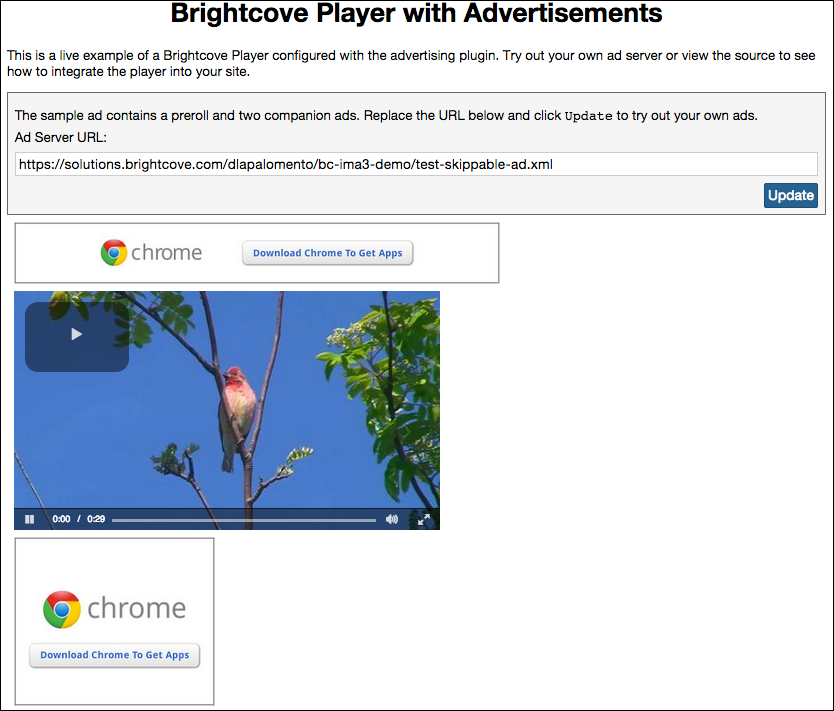 Brightcove Player with Advertisements
This is a live example of a Brightcove Player configured with the advertising plugin. Try out your own ad server or view the source to see
how to integrate the player into your site.
The sample ad contains a preroll and two companion ads. Replace the URL below and click Update to try out your own ads.
Ad Server URL:
https://solutions.brightcove.com/dlapalomento/bc-ima3-demo/test-skippable-ad.xml
Update
chrome Download Chrome To Get Apps
0:00 / 0:29
chrome
Download Chrome To Get Apps